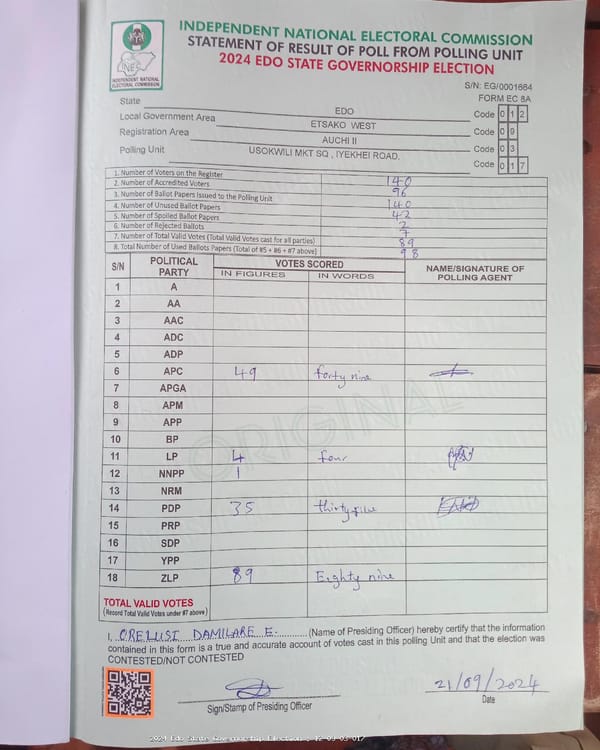 INDEPENDENT NATIONAL ELECTORAL COMMISSION
STATEMENT OF RESULT OF POLL FROM POLLING UNIT
2024 EDO STATE GOVERNORSHIP ELECTION
INDEPENDENT NATIONAL
ELECTORAL COMMISSION
S/N: EG/0001684
FORM EC 8A
State EDO Code 0 1 2
Local Government Area ETSAKO WEST Code 0 9
Registration Area AUCHI II Code 0 3
Polling Unit USOKWILI MKT SQ , IYEKHEI ROAD. Code 0 1 7
1. Number of Voters on the Register 140
2. Number of Accredited Voters 96
3. Number of Ballot Papers Issued to the Polling Unit 140
4. Number of Unused Ballot Papers 42
5. Number of Spoiled Ballot Papers 2
6. Number of Rejected Ballots 7
7. Number of Total Valid Votes (Total Valid Votes cast for all parties) 89
8. Total Number of Used Ballots Papers (Total of #5 + #6 + #7 above) 98
S/N POLITICAL PARTY VOTES SCORED NAME/SIGNATURE OF POLLING AGENT
IN FIGURES IN WORDS
1 A
2 AA
3 AAC
4 ADC
5 ADP
6 APC 49 forty nine
7 APGA
8 APM
9 APP
10 BP
11 LP 4 four
12 NNPP 1
13 NRM
14 PDP 35 thirty five
15 PRP
16 SDP
17 YPP
18 ZLP 89 Eighty nine
ORIGINAL
TOTAL VALID VOTES
(Record Total Valid Votes under #7 above)
I, ORELUSI DAMILARE E. (Name of Presiding Officer) hereby certify that the information
contained in this form is a true and accurate account of votes cast in this polling Unit and that the election was
CONTESTED/NOT CONTESTED
Sign/Stamp of Presiding Officer
21/09/2024
Date
2024 Edo State Governorship Election : 12-09-03-017